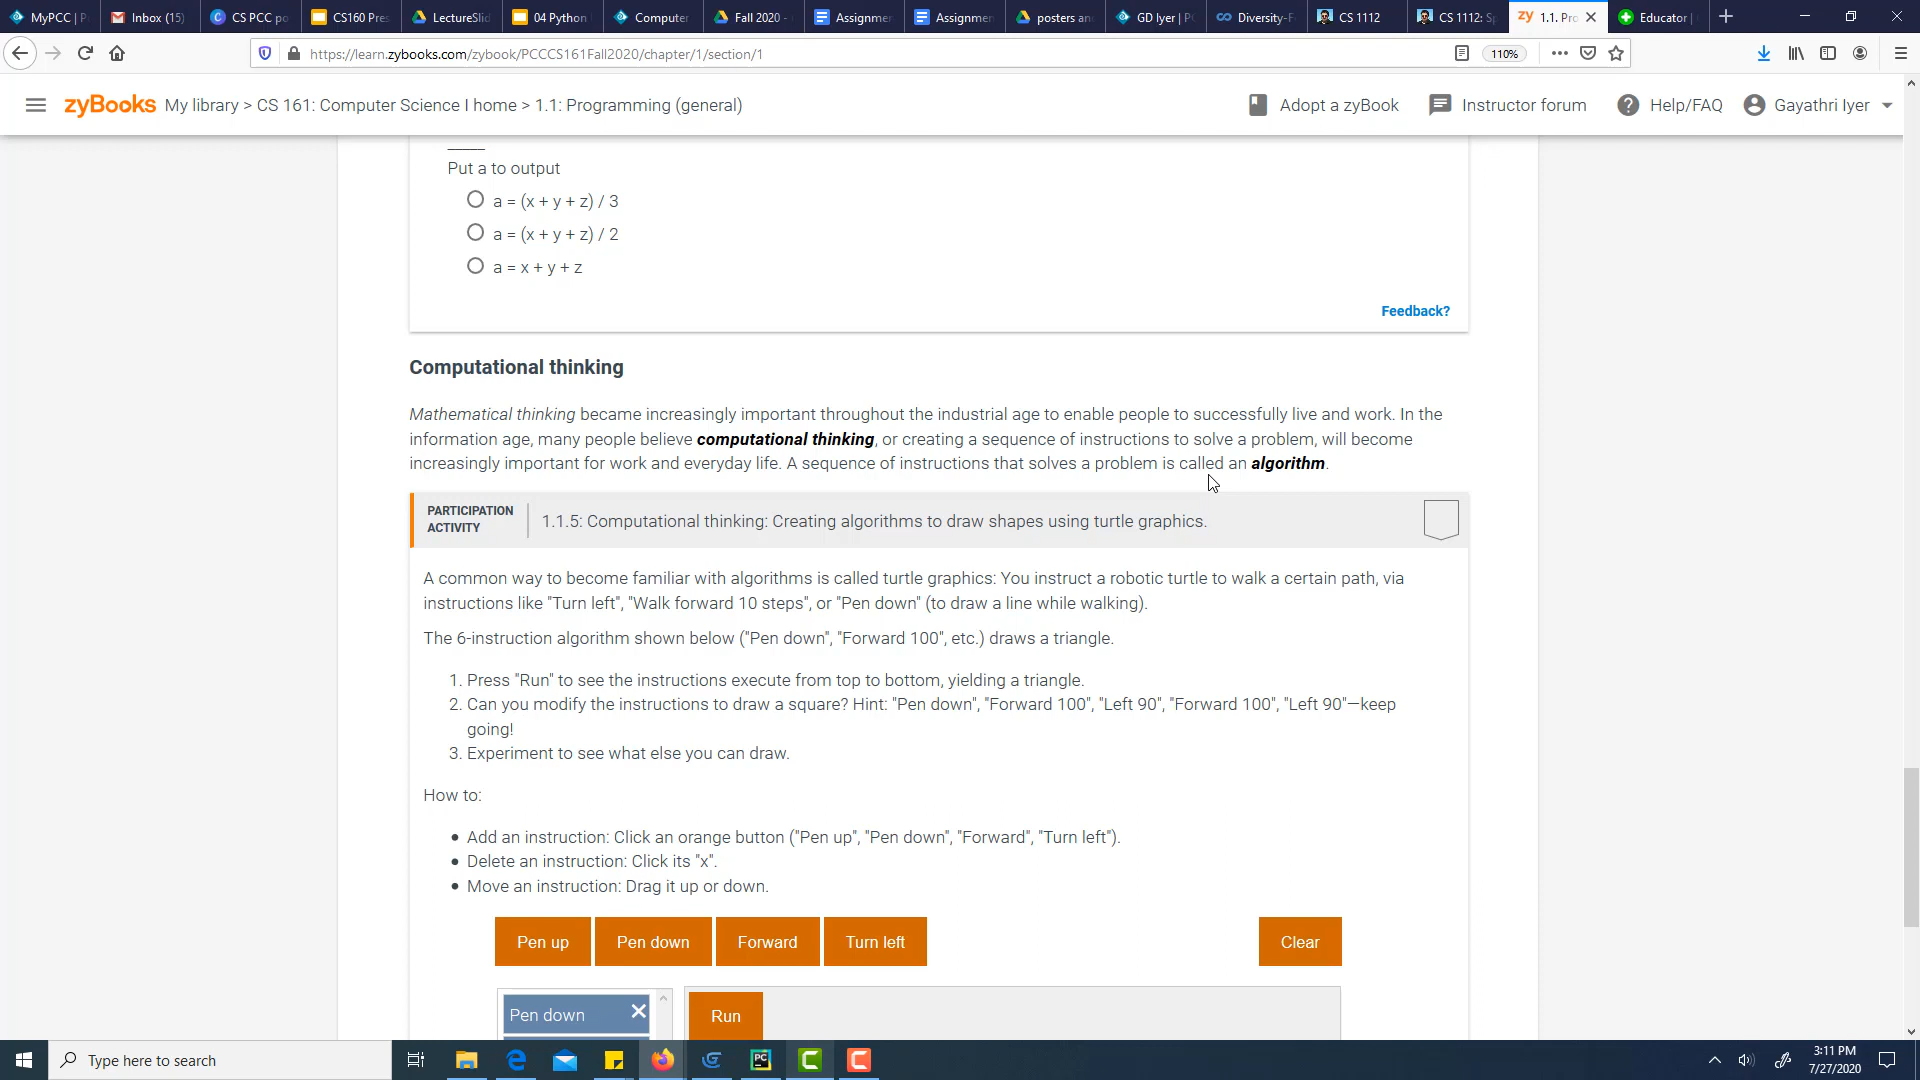 MyPCC | P
Inbox (15)
CS PCC po
CS160 Pres
LectureSlid
04 Python
Computer
Fall 2020 -
Assignmen
Assignmen
posters an
GD Iyer | P
Diversity-F
CS 1112
CS 1112: Sp
zy 1.1. Pro
Educator |
https://learn.zybooks.com/zybook/PCCCS161Fall2020/chapter/1/section/1
110%
zyBooks My library > CS 161: Computer Science I home > 1.1: Programming (general)
Adopt a zyBook
Instructor forum
Help/FAQ
Gayathri Iyer
Put a to output
a = (x + y + z) / 3
a = (x + y + z) / 2
a = x + y + z
Feedback?
Computational thinking
Mathematical thinking became increasingly important throughout the industrial age to enable people to successfully live and work. In the
information age, many people believe computational thinking, or creating a sequence of instructions to solve a problem, will become
increasingly important for work and everyday life. A sequence of instructions that solves a problem is called an algorithm.
PARTICIPATION
ACTIVITY
1.1.5: Computational thinking: Creating algorithms to draw shapes using turtle graphics.
A common way to become familiar with algorithms is called turtle graphics: You instruct a robotic turtle to walk a certain path, via
instructions like "Turn left", "Walk forward 10 steps", or "Pen down" (to draw a line while walking).
The 6-instruction algorithm shown below ("Pen down", "Forward 100", etc.) draws a triangle.
1. Press "Run" to see the instructions execute from top to bottom, yielding a triangle.
2. Can you modify the instructions to draw a square? Hint: "Pen down", "Forward 100", "Left 90", "Forward 100", "Left 90"—keep
going!
3. Experiment to see what else you can draw.
How to:
• Add an instruction: Click an orange button ("Pen up", "Pen down", "Forward", "Turn left").
• Delete an instruction: Click its "x".
• Move an instruction: Drag it up or down.
Pen up
Pen down
Forward
Turn left
Clear
Pen down
Run
Type here to search
PC
3:11 PM
7/27/2020